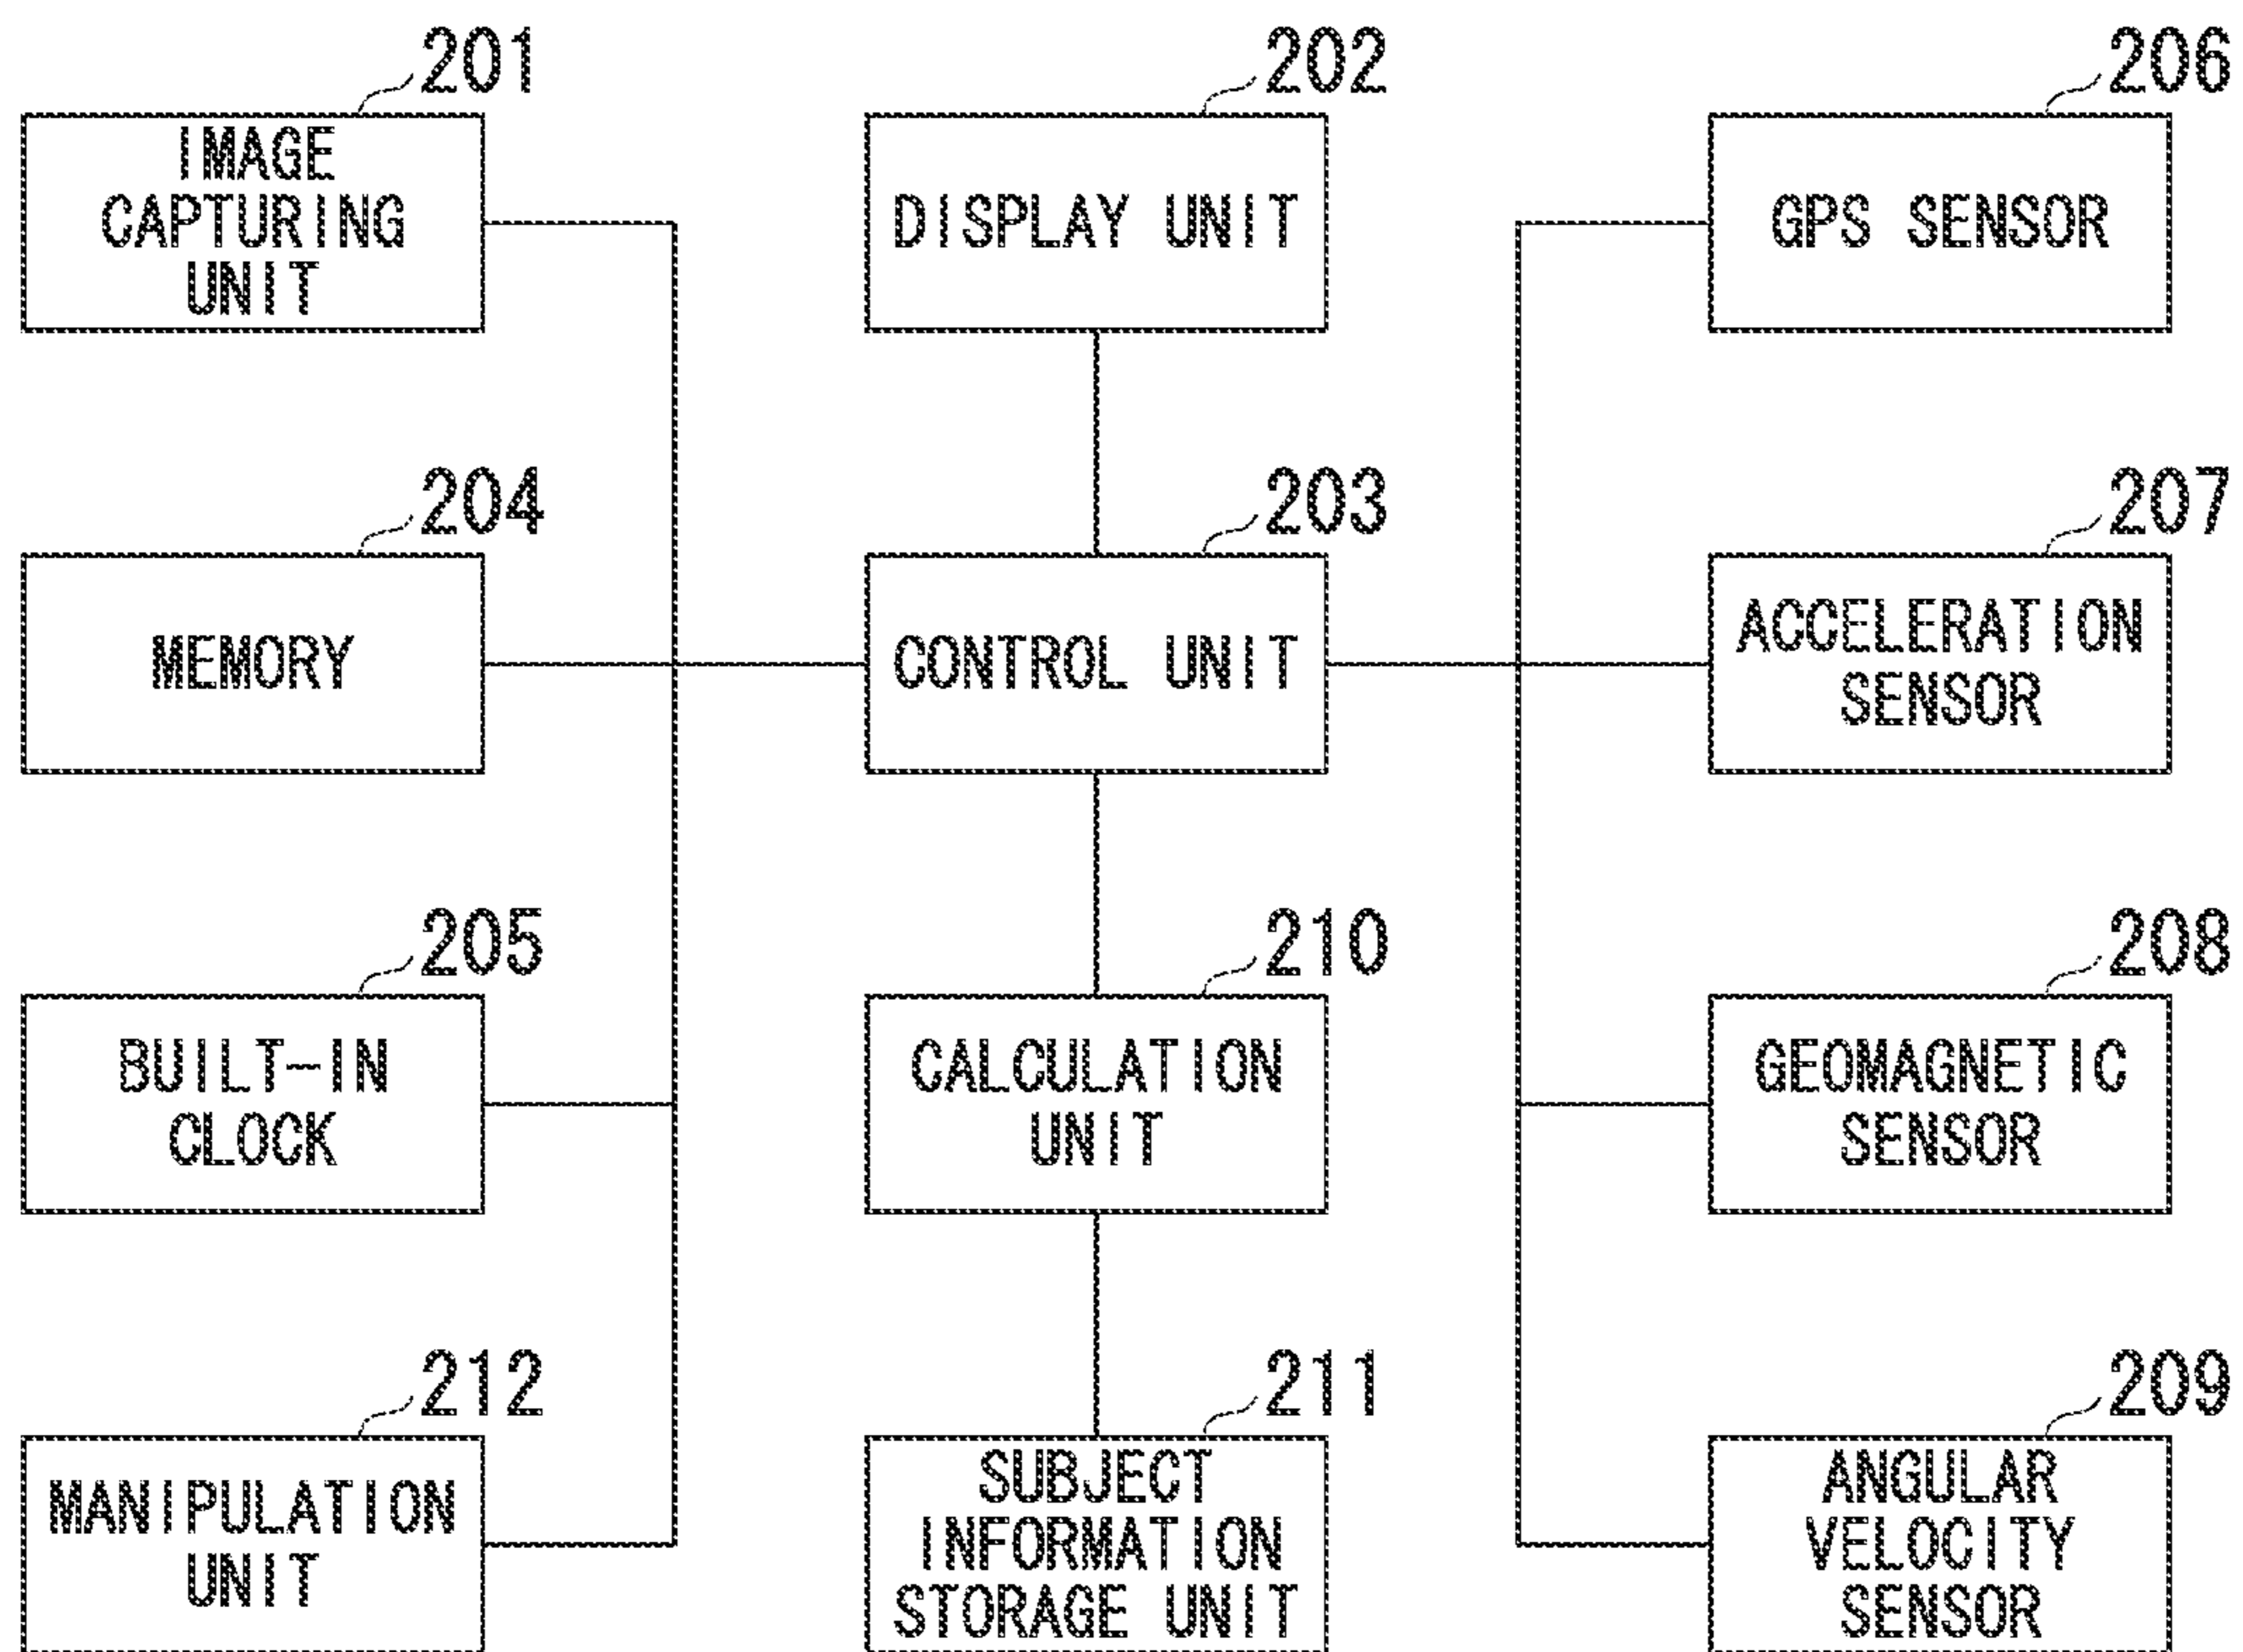 201
IMAGE
CAPTURING
UNIT
202
DISPLAY UNIT
206
GPS SENSOR
204
MEMORY
203
CONTROL UNIT
207
ACCELERATION
SENSOR
205
BUILT-IN
CLOCK
210
CALCULATION
UNIT
208
GEOMAGNETIC
SENSOR
212
MANIPULATION
UNIT
211
SUBJECT
INFORMATION
STORAGE UNIT
209
ANGULAR
VELOCITY
SENSOR